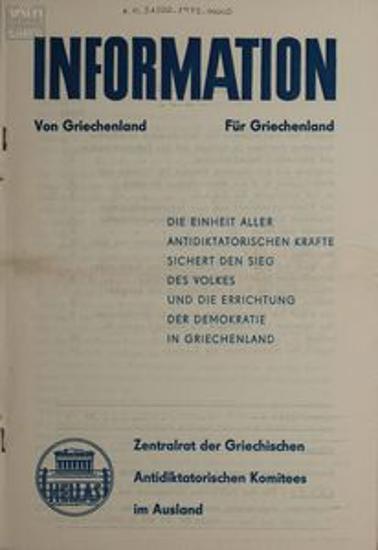 INFORMATION
Von Griechenland Für Griechenland
DIE EINHEIT ALLER
ANTIDIKTATORISCHEN KRÄFTE
SICHERT DEN SIEG
DES VOLKES
UND DIE ERRICHTUNG
DER DEMOKRATIE
IN GRIECHENLAND
Zentralrat der Griechischen
Antidiktatorischen Komitees
im Ausland
HELLAS